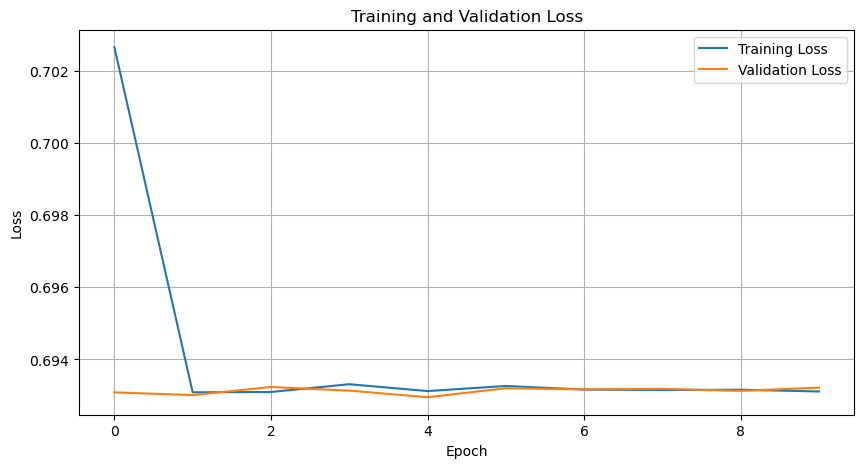 Training and Validation Loss
Training Loss
Validation Loss
0.702
0.700
0.698
0.696
0.694
Loss
0
2
4
6
8
Epoch